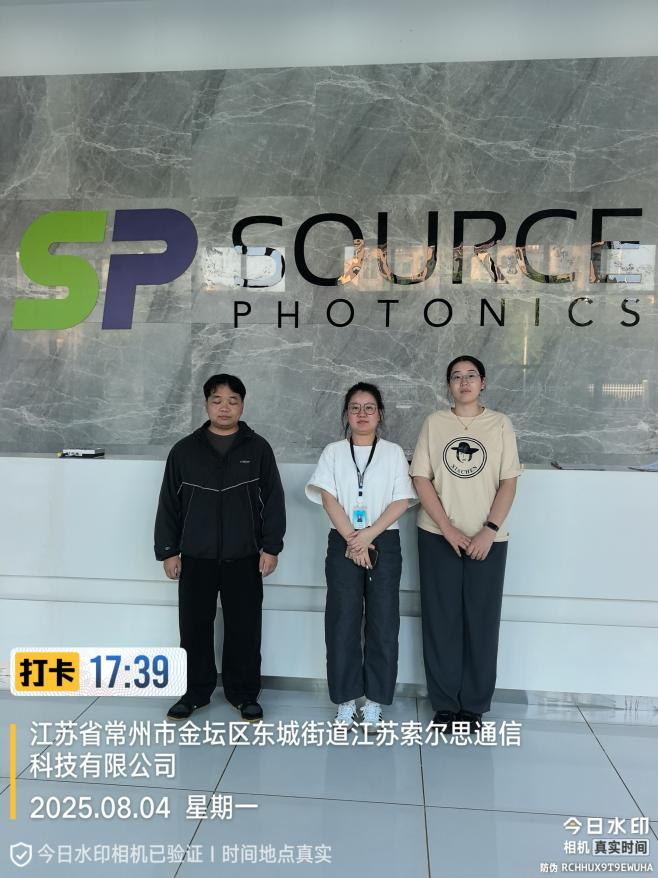 SP SOURCE
PHOTONICS
XIACHEN
打卡 17:39
江苏省常州市金坛区东城街道江苏索尔思通信
科技有限公司
2025.08.04 星期一
今日水印相机已验证 | 时间地点真实
今日水印
相机 真实时间
防伪 RCHHUX9T9EWUHA